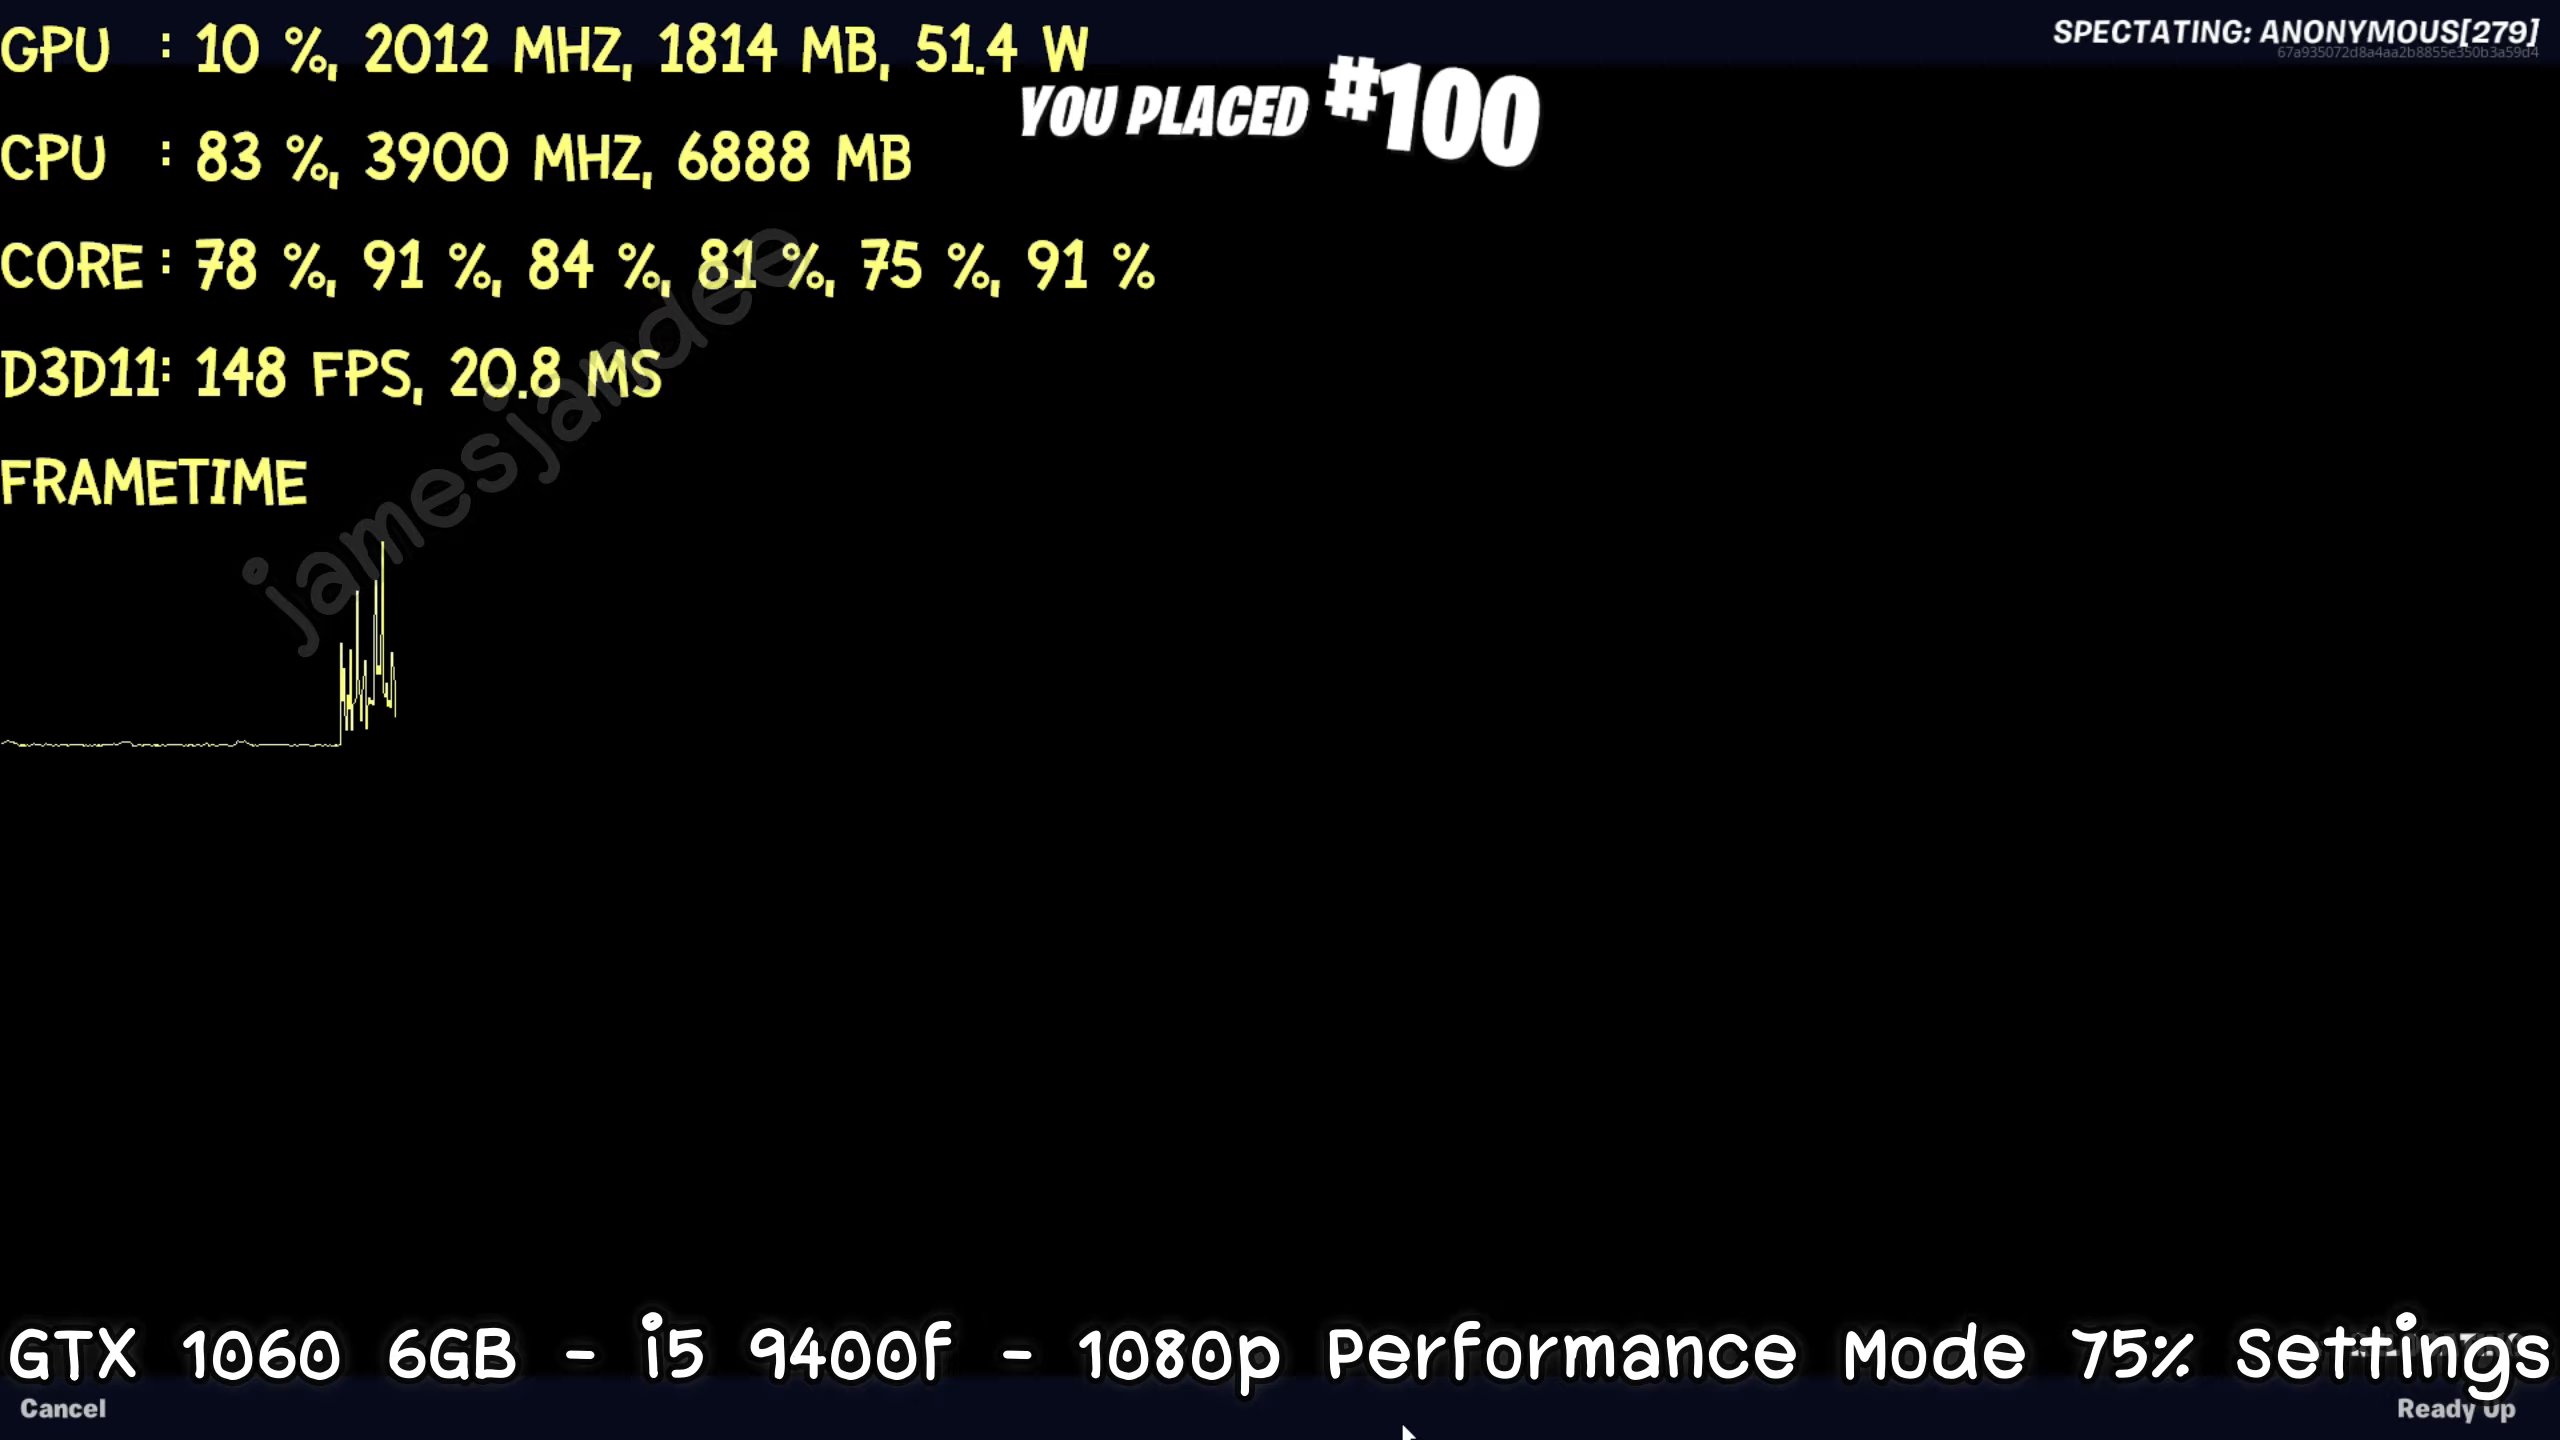 GPU : 10 %, 2012 MHZ, 1814 MB, 51.4 W
SPECTATING: ANONYMOUS[279]
67a935072d8a4aa2b8855e350b3a59d4
YOU PLACED #100
CPU : 83 %, 3900 MHZ, 6888 MB
CORE : 78 %, 91 %, 84 %, 81 %, 75 %, 91 %
D3D11: 148 FPS, 20.8 MS
FRAMETIME
jamesjandee
GTX 1060 6GB - i5 9400f - 1080p Performance Mode 75% Settings
Cancel
Ready Up